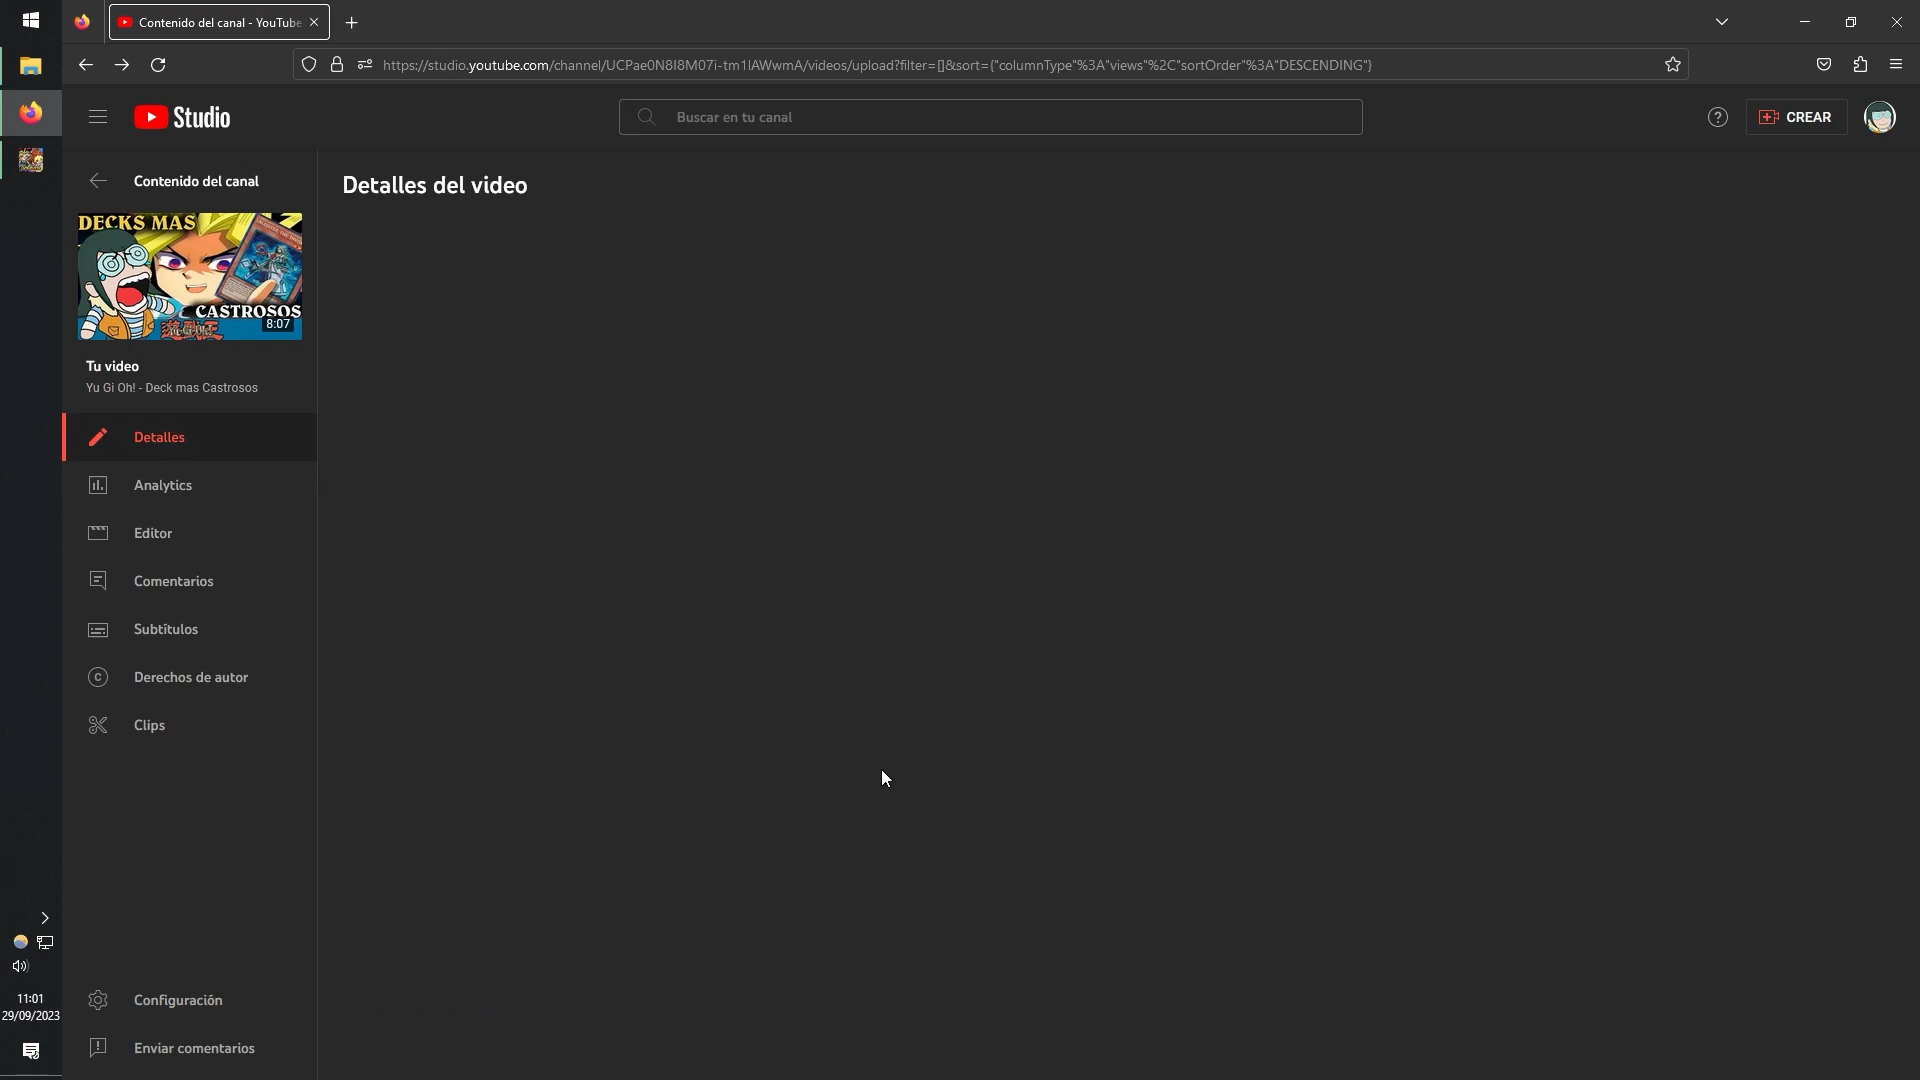 Contenido del canal - YouTube
https://studio.youtube.com/channel/UCPae0N8I8M07i-tm1lAWwmA/videos/upload?filter=[]&sort={"columnType"%3A"views"%2C"sortOrder"%3A"DESCENDING"}
Studio
Buscar en tu canal
CREAR
Contenido del canal
Detalles del video
DECKS MAS
CASTROSOS
8:07
Tu video
Yu Gi Oh! - Deck mas Castrosos
Detalles
Analytics
Editor
Comentarios
Subtítulos
Derechos de autor
Clips
11:01
29/09/2023
Configuración
Enviar comentarios